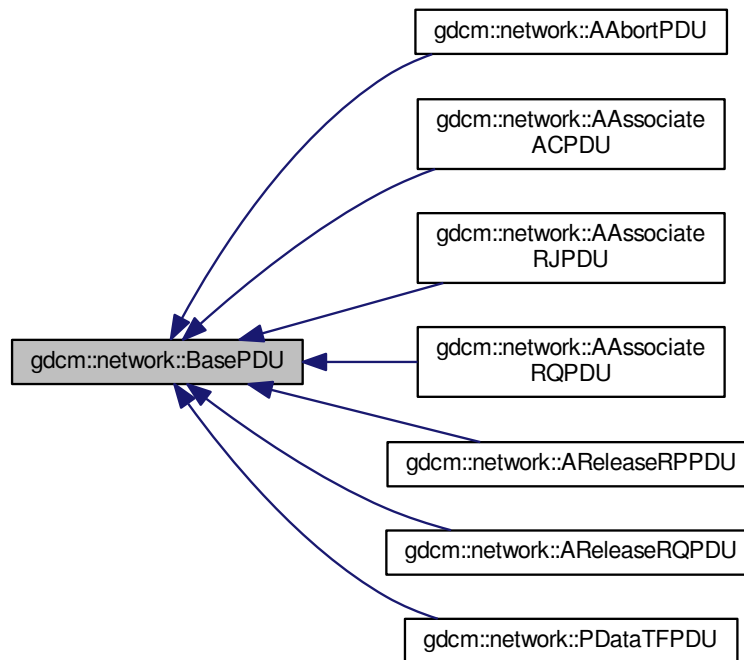 gdcm::network::AAbortPDU
gdcm::network::AAssociate
ACPDU
gdcm::network::AAssociate
RJPDU
gdcm::network::BasePDU
gdcm::network::AAssociate
RQPDU
gdcm::network::AReleaseRPPDU
gdcm::network::AReleaseRQPDU
gdcm::network::PDataTFPDU